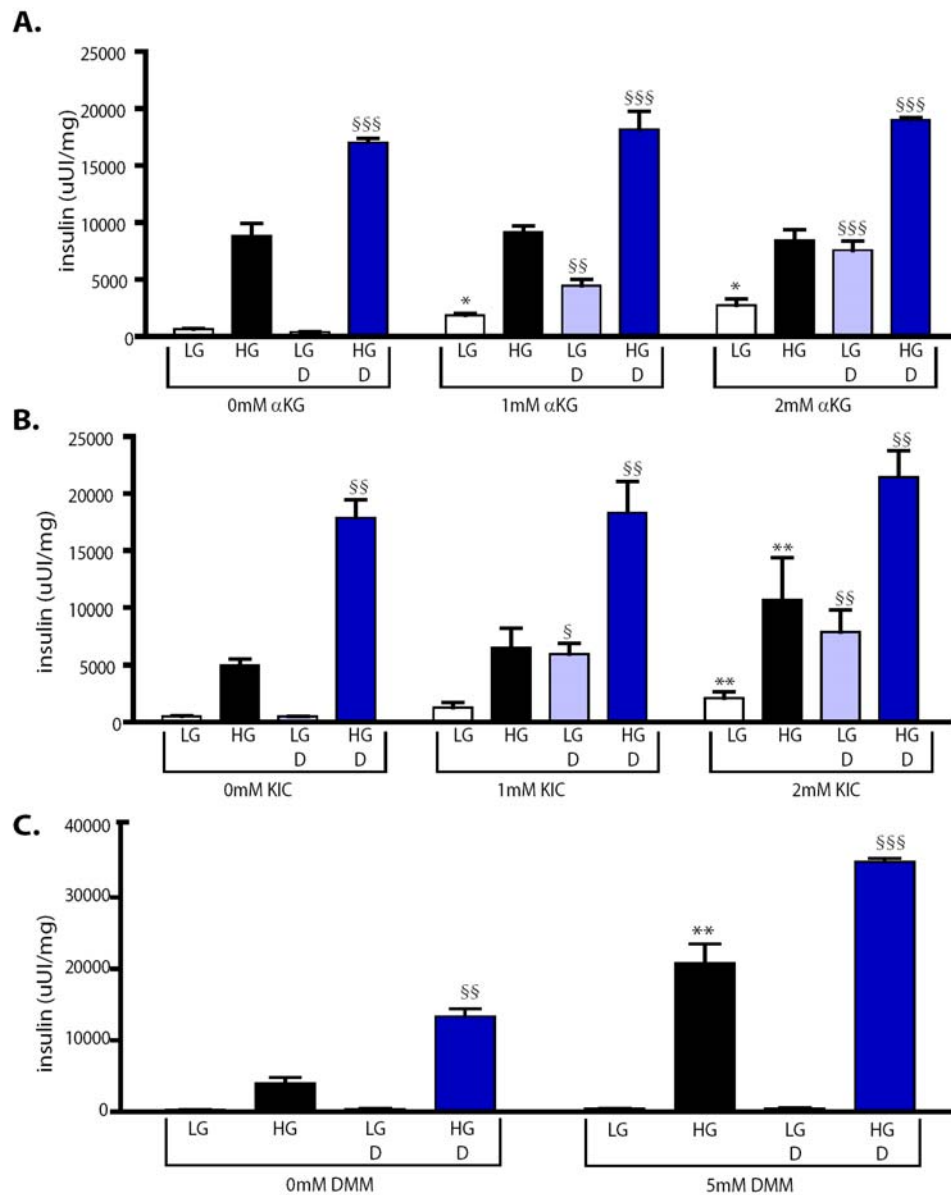 A.
25000
§§§
§§§
§§§
20000
15000
insulin (uUI/mg)
10000
§§§
§§
5000
*
*
0
LG HG LG HG LG HG LG HG LG HG LG HG
D D D D D D
0mM αKG 1mM αKG 2mM αKG
B.
25000
§§
§§
§§
20000
15000
insulin (uUI/mg)
**
10000
§§
§
5000
**
0
LG HG LG HG LG HG LG HG LG HG LG HG
D D D D D D
0mM KIC 1mM KIC 2mM KIC
C.
40000
§§§
30000
insulin (uUI/mg)
**
20000
§§
10000
0
LG HG LG HG LG HG LG HG
D D D D
0mM DMM 5mM DMM